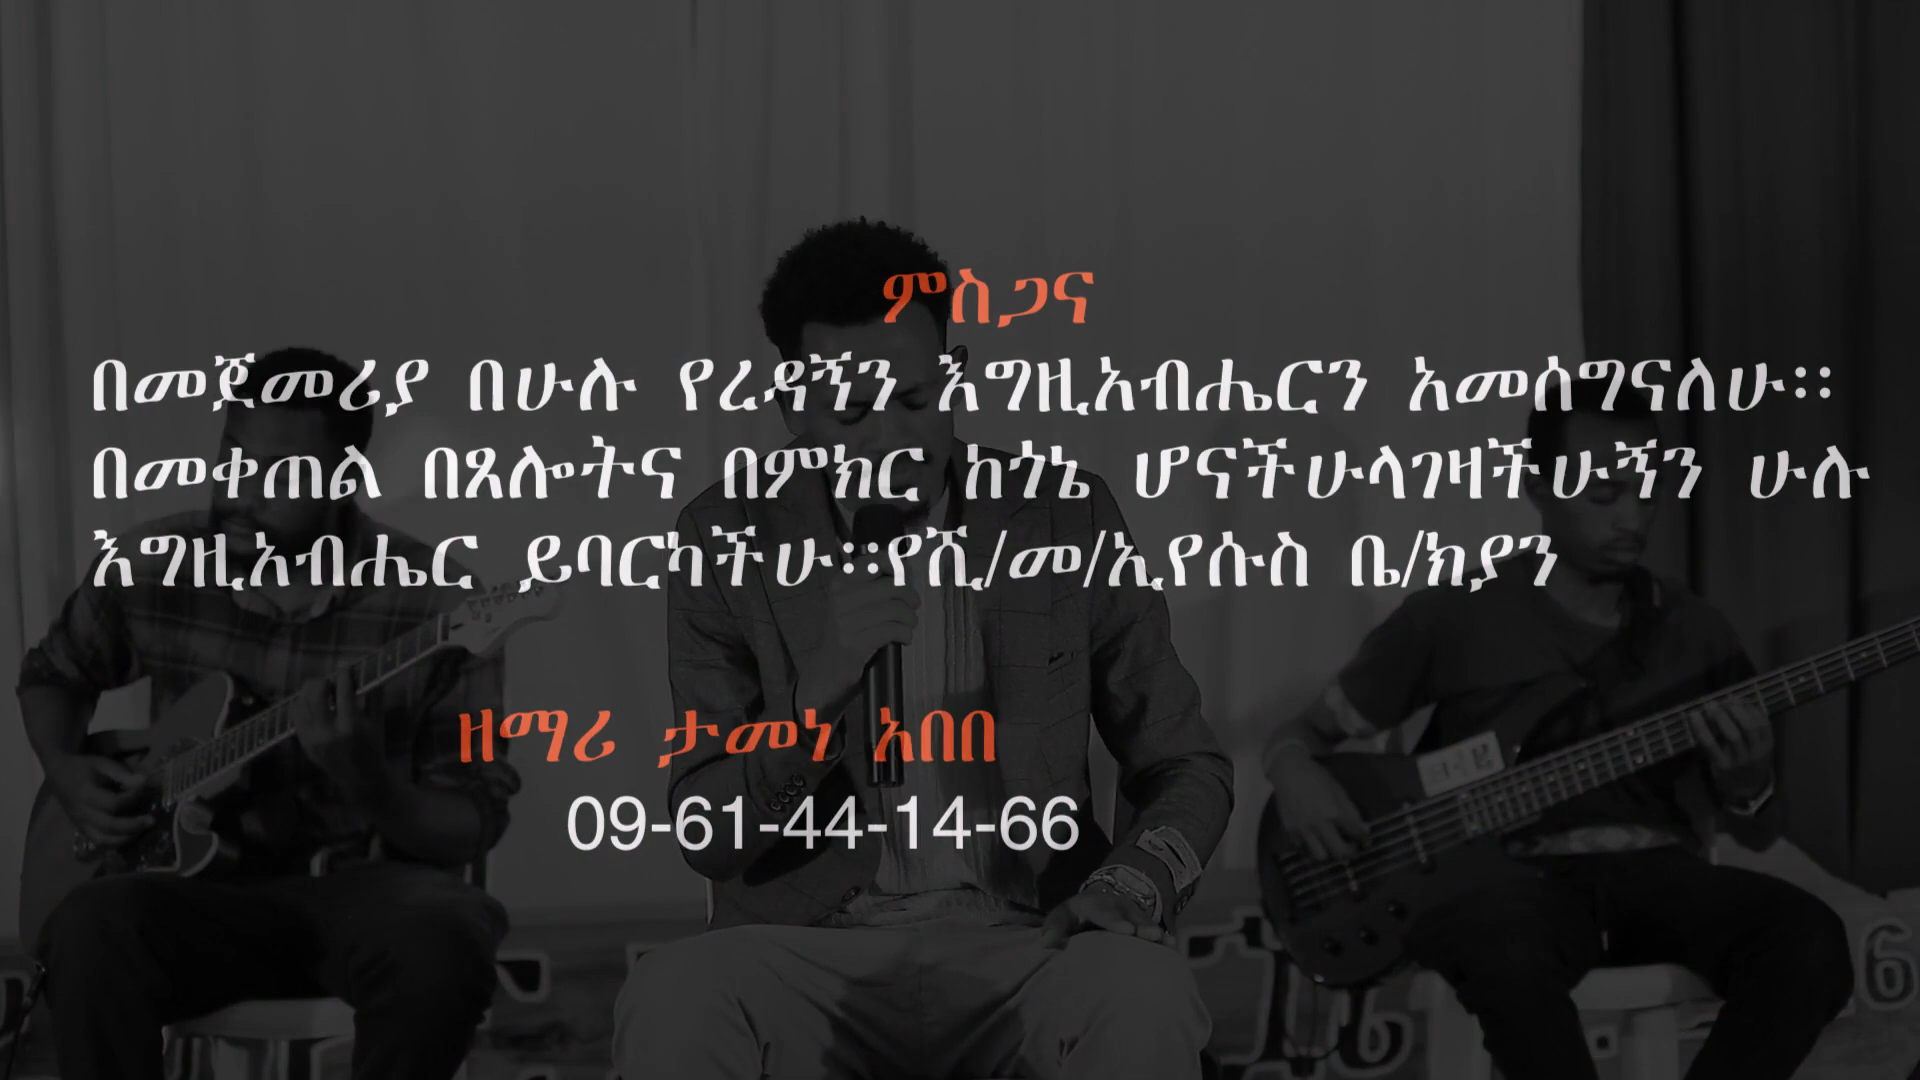 ምስጋና
በመጀመሪያ በሁሉ የረዳኝን እግዚአብሔርን አመሰግናለሁ፡፡
በመቀጠል በጸሎትና በምክር ከጎኔ ሆናችሁላገዛችሁኝን ሁሉ
እግዚአብሔር ይባርካችሁ፡፡የሺ/መ/ኢየሱስ ቤ/ክያን
ዘማሪ ታመነ አበበ
09-61-44-14-66